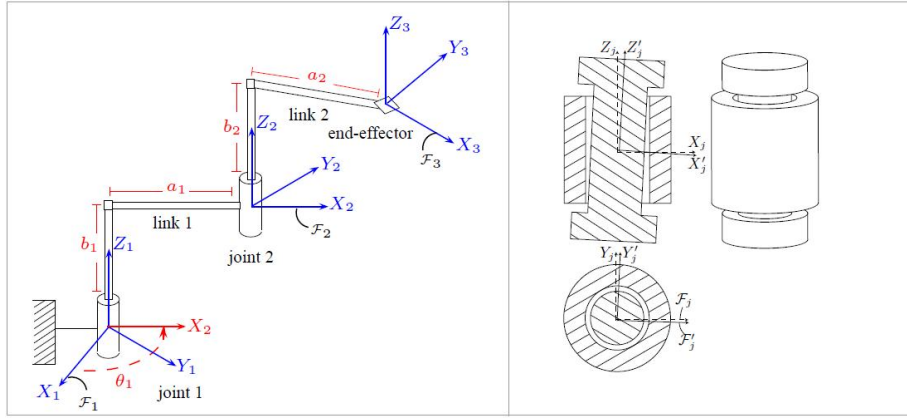 Z₃
Y₃
a₂
link 2
end-effector
X₃
ℱ₃
b₂
Z₂
Y₂
a₁
X₂
link 1
ℱ₂
b₁
Z₁
joint 2
X₂
Y₁
θ₁
X₁
ℱ₁
joint 1
Zⱼ Z′ⱼ
Xⱼ
X′ⱼ
Yⱼ Y′ⱼ
ℱⱼ
ℱ′ⱼ